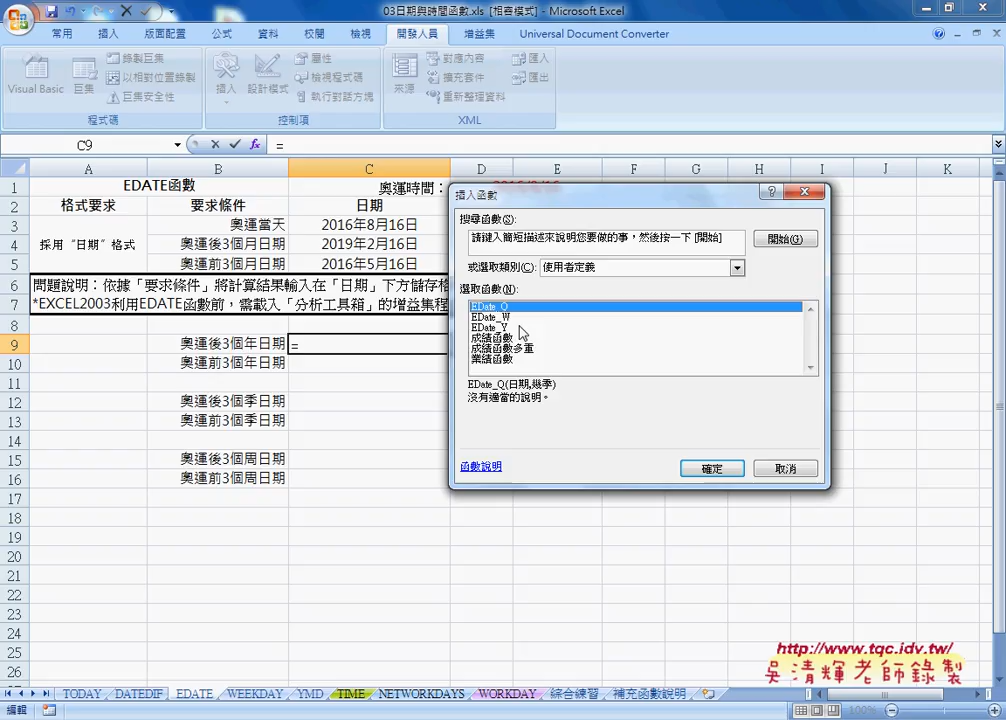 03日期與時間函數.xls [相容模式] - Microsoft Excel
常用 插入 版面配置 公式 資料 校閱 檢視 開發人員 增益集 Universal Document Converter
Visual Basic 巨集 錄製巨集 以相對位置錄製 巨集安全性
插入 設計模式 屬性 檢視程式碼 執行對話方塊
來源 對應內容 擴充套件 重新整理資料 匯入 匯出
程式碼 控制項 XML
C9 =
A B C D E F G H I J K
1 EDATE函數 奧運時間：
2 格式要求 要求條件 日期
3 奧運當天 2016年8月16日
4 採用“日期”格式 奧運後3個月日期 2019年2月16日
5 奧運前3個月日期 2016年5月16日
6 問題說明：依據「要求條件」將計算結果輸入在「日期」下方儲存格
7 *EXCEL2003利用EDATE函數前，需載入「分析工具箱」的增益集程
8
9 奧運後3個年日期 =
10 奧運前3個年日期
11
12 奧運後3個季日期
13 奧運前3個季日期
14
15 奧運後3個周日期
16 奧運前3個周日期
17
18
19
20
21
22
23
24
25
26
插入函數
搜尋函數(S):
請鍵入簡短描述來說明您要做的事，然後按一下 [開始]
開始(G)
或選取類別(C): 使用者定義
選取函數(N):
EDate_Q
EDate_W
EDate_Y
成績函數
成績函數多重
業績函數
EDate_Q(日期,幾季)
沒有適當的說明。
函數說明
確定 取消
http://www.tqc.idv.tw/
吳清輝老師錄製
TODAY DATEDIF EDATE WEEKDAY YMD TIME NETWORKDAYS WORKDAY 綜合練習 補充函數說明
編輯 100%